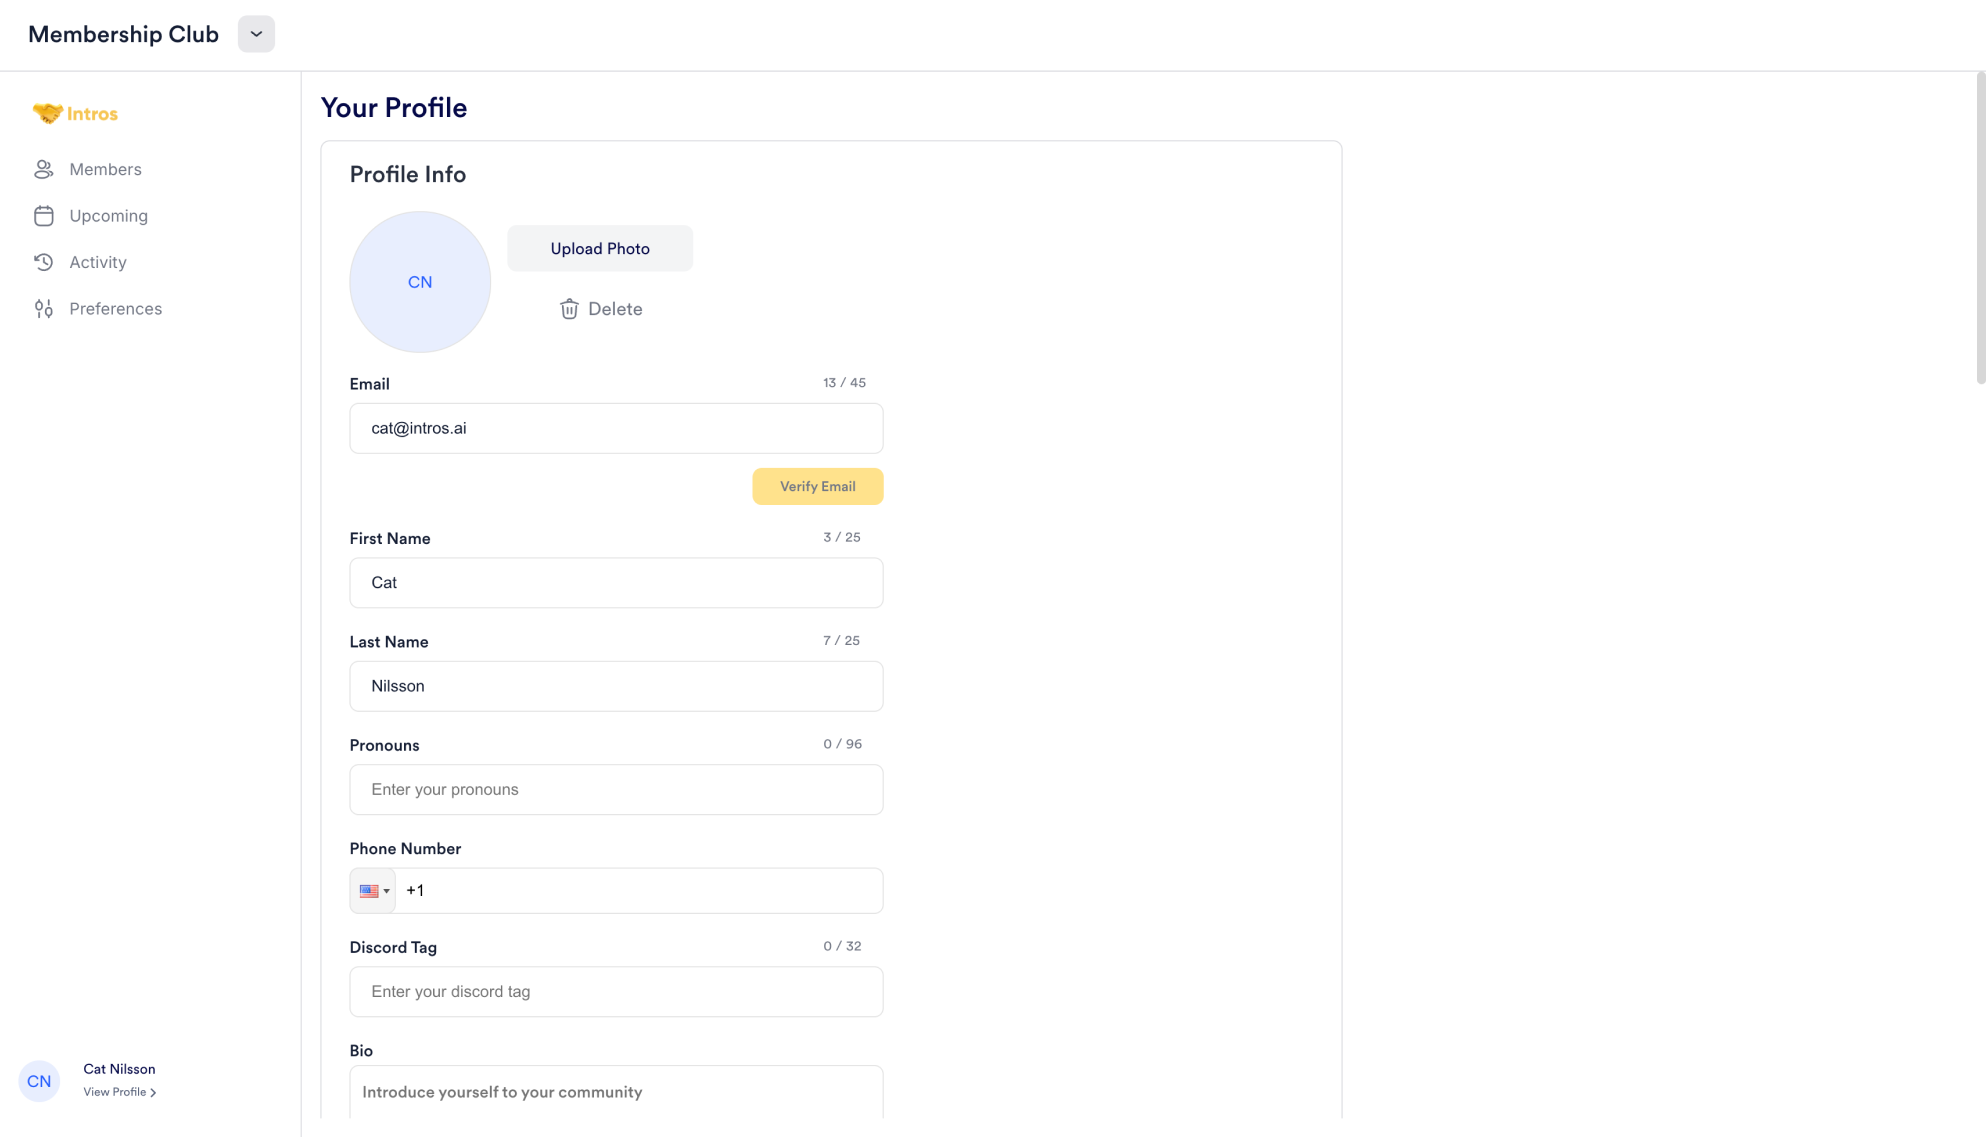 Membership Club
Intros
Members
Upcoming
Activity
Preferences
Your Profile
Profile Info
CN
Upload Photo
Delete
Email
13 / 45
cat@intros.ai
Verify Email
First Name
3 / 25
Cat
Last Name
7 / 25
Nilsson
Pronouns
0 / 96
Enter your pronouns
Phone Number
+1
Discord Tag
0 / 32
Enter your discord tag
Bio
Introduce yourself to your community
CN
Cat Nilsson
View Profile